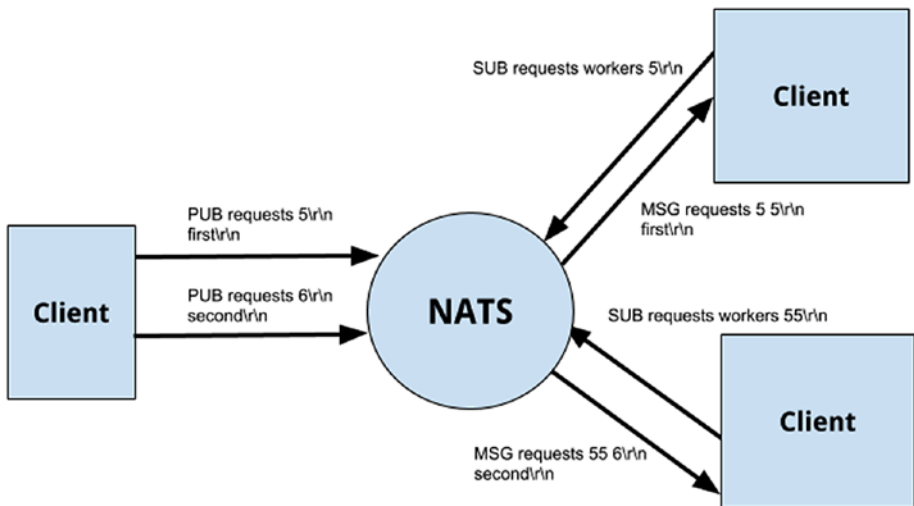 SUB requests workers 5\r\n
Client
MSG requests 5 5\r\n
first\r\n
PUB requests 5\r\n
first\r\n
Client
PUB requests 6\r\n
second\r\n
NATS
SUB requests workers 55\r\n
Client
MSG requests 55 6\r\n
second\r\n